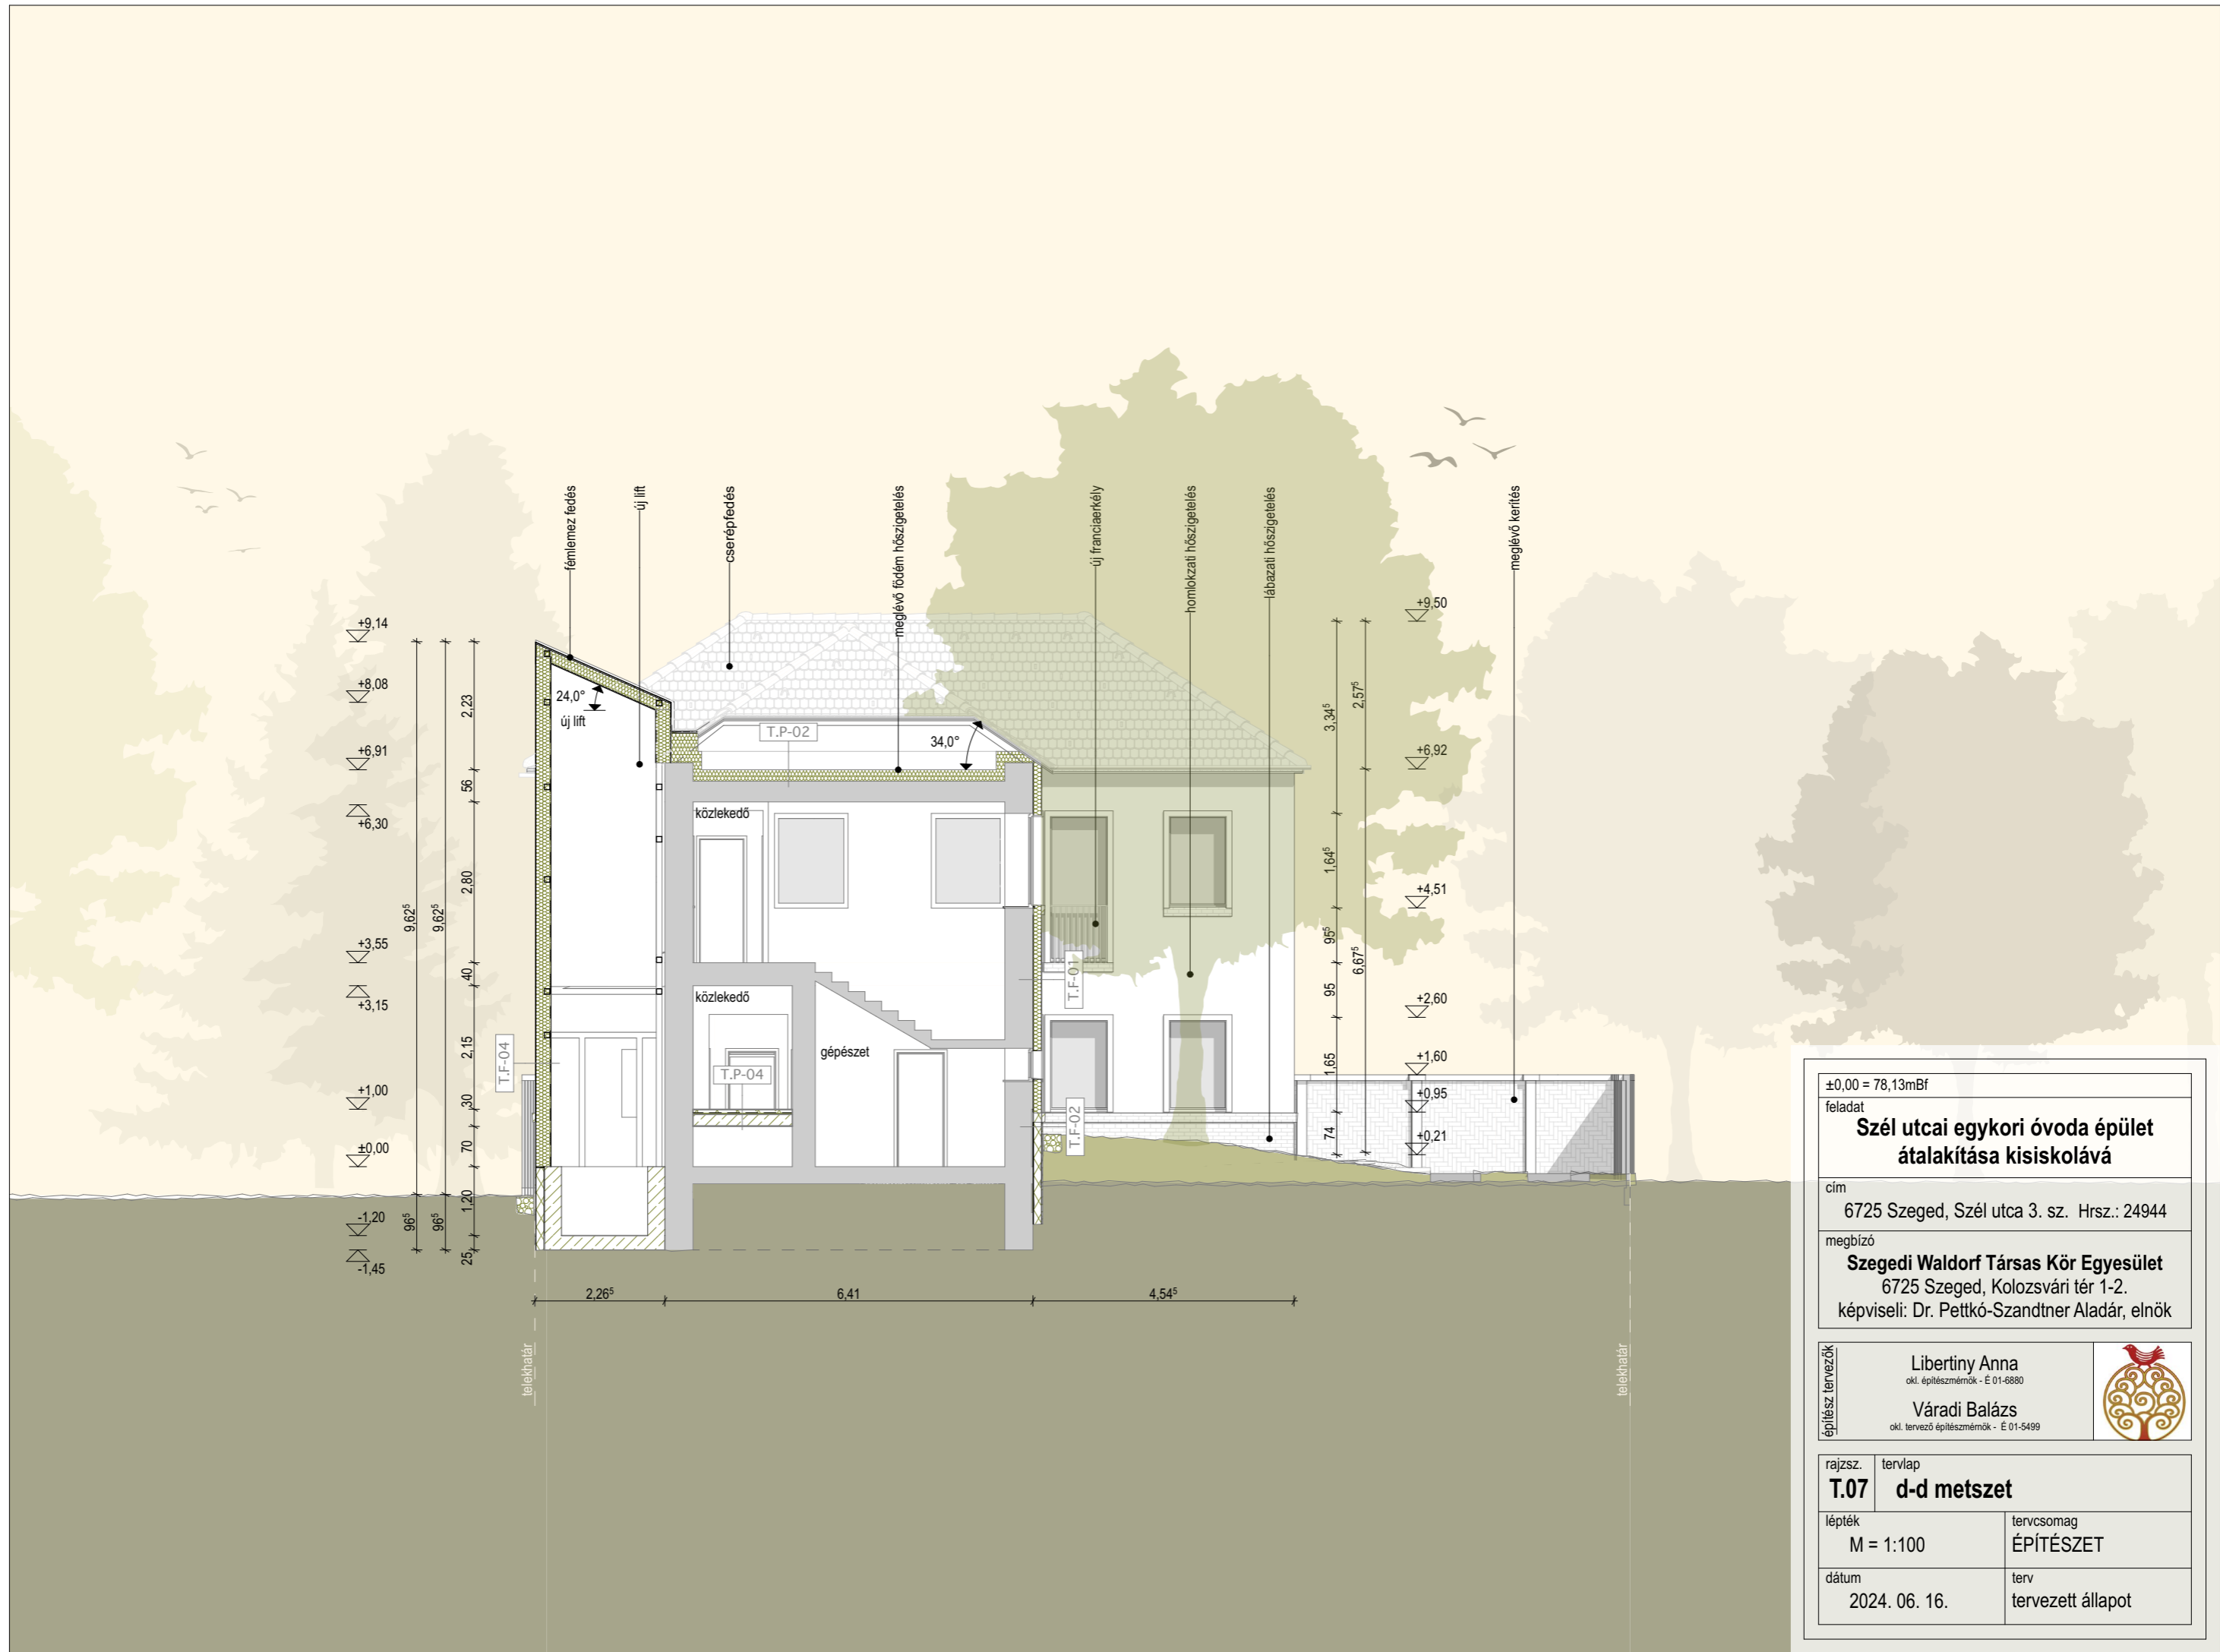 fémlemez fedés
új lift
cserépfedés
meglévő födém hőszigetelés
új franciaerkély
homlokzati hőszigetelés
lábazati hőszigetelés
meglévő kerítés
+9,14
+8,08
+6,91
+6,30
+3,55
+3,15
+1,00
±0,00
-1,20
-1,45
9,62⁵
96⁵
9,62⁵
96⁵
2,23
56
2,80
40
2,15
30
70
1,20
25
24,0°
új lift
T.P-02
34,0°
közlekedő
közlekedő
gépészet
T.P-04
T.F-04
T.F-01
T.F-02
3,34⁵
1,64⁵
95⁵
95
1,65
74
2,57⁵
6,67⁵
+9,50
+6,92
+4,51
+2,60
+1,60
+0,95
+0,21
2,26⁵
6,41
4,54⁵
telekhatár
telekhatár
±0,00 = 78,13mBf
feladat
Szél utcai egykori óvoda épület
átalakítása kisiskolává
cím
6725 Szeged, Szél utca 3. sz. Hrsz.: 24944
megbízó
Szegedi Waldorf Társas Kör Egyesület
6725 Szeged, Kolozsvári tér 1-2.
képviseli: Dr. Pettkó-Szandtner Aladár, elnök
építész tervezők
Libertiny Anna
okl. építészmérnök - É 01-6880
Váradi Balázs
okl. tervező építészmérnök - É 01-5499
rajzsz.
T.07
tervlap
d-d metszet
lépték
M = 1:100
tervcsomag
ÉPÍTÉSZET
dátum
2024. 06. 16.
terv
tervezett állapot